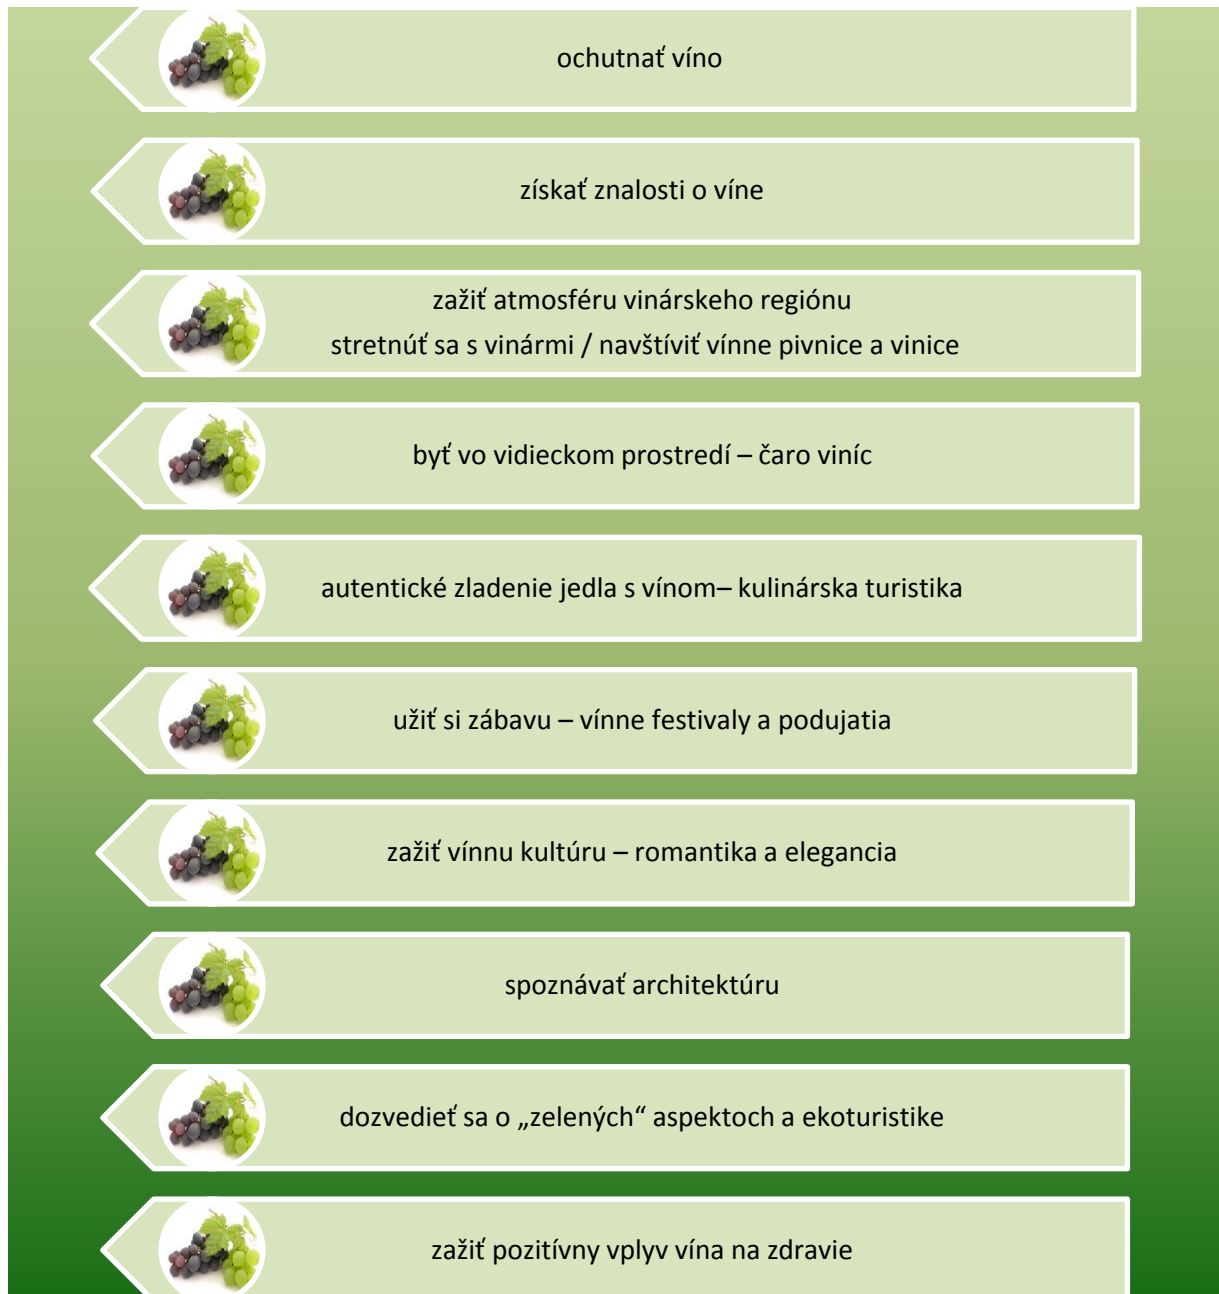 ochutnať víno
získať znalosti o víne
zažiť atmosféru vinárskeho regiónu
stretnúť sa s vinármi / navštíviť vínne pivnice a vinice
byť vo vidieckom prostredí – čaro viníc
autentické zladenie jedla s vínom– kulinárska turistika
užiť si zábavu – vínne festivaly a podujatia
zažiť vínnu kultúru – romantika a elegancia
spoznávať architektúru
dozvedieť sa o „zelených“ aspektoch a ekoturistike
zažiť pozitívny vplyv vína na zdravie